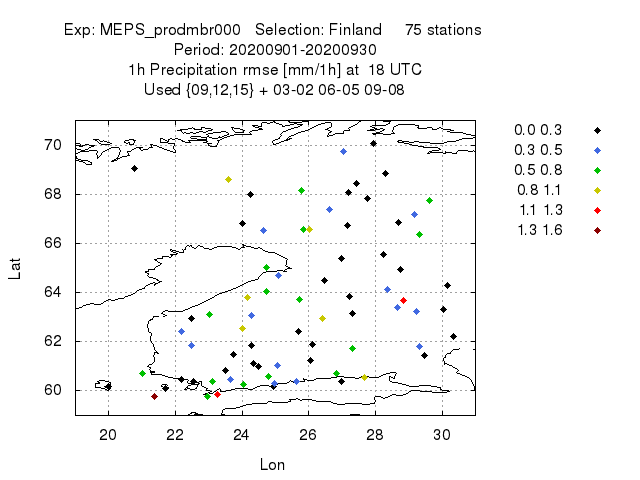 Exp: MEPS_prodmbr000 Selection: Finland 75 stations
Period: 20200901-20200930
1h Precipitation rmse [mm/1h] at 18 UTC
Used {09,12,15} + 03-02 06-05 09-08
70
68
66
64
62
60
Lat
20 22 24 26 28 30
Lon
0.0 0.3
0.3 0.5
0.5 0.8
0.8 1.1
1.1 1.3
1.3 1.6